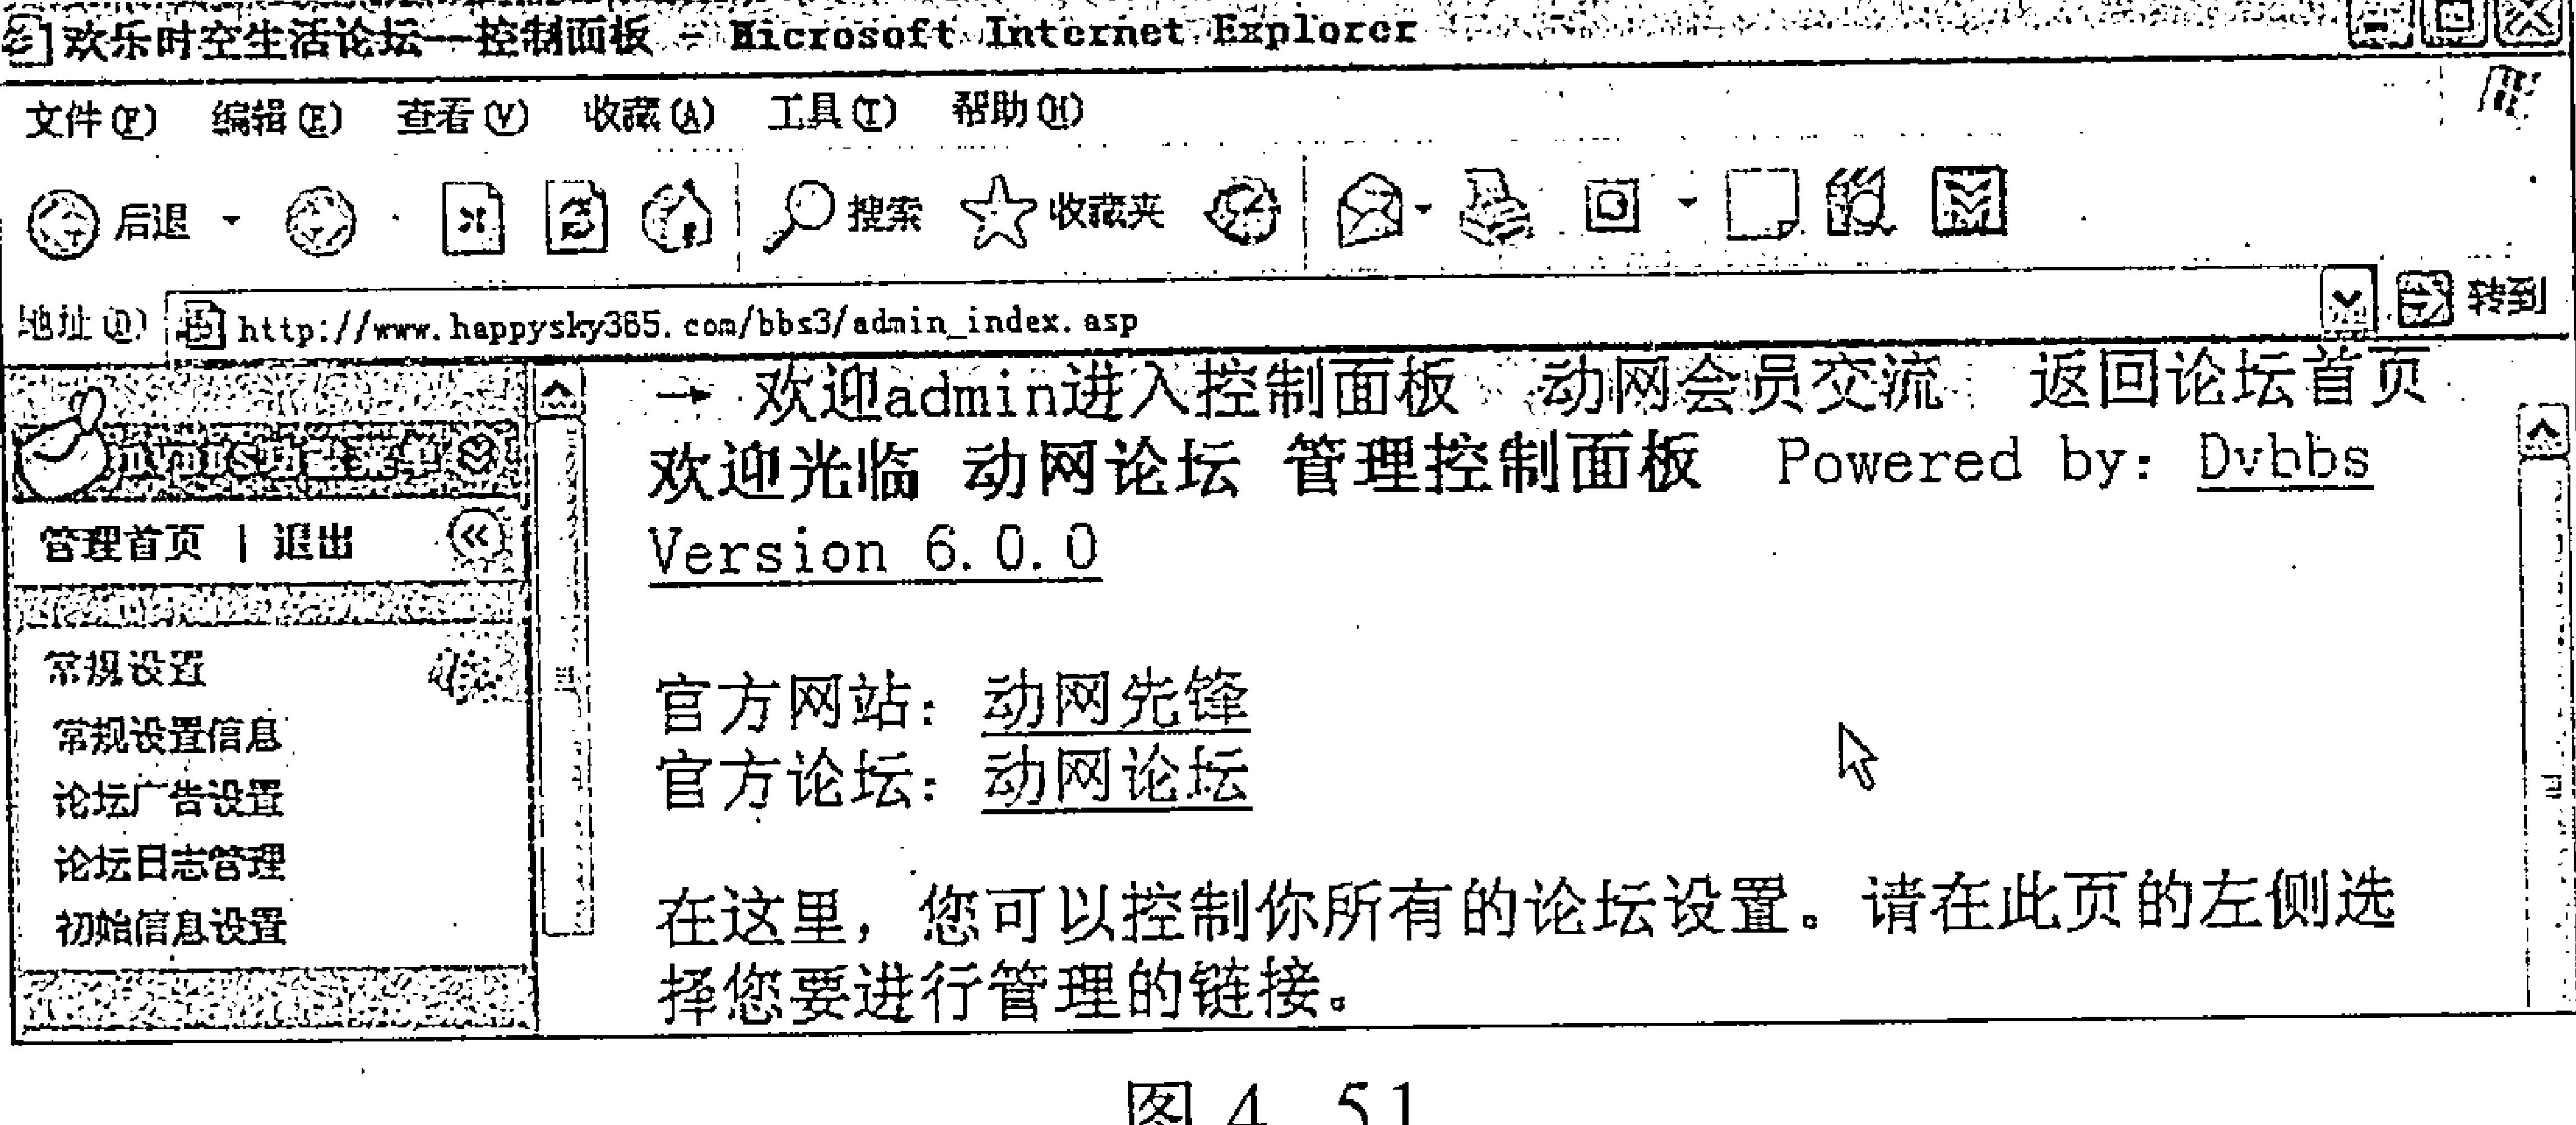 欢乐时空生活论坛--控制面板 - Microsoft Internet Explorer
文件(F) 编辑(E) 查看(V) 收藏(A) 工具(T) 帮助(H)
后退 搜索 收藏夹
地址(D) http://www.happysky365.com/bbs3/admin_index.asp 转到
→ 欢迎admin进入控制面板 动网会员交流 返回论坛首页
欢迎光临 动网论坛 管理控制面板 Powered by: Dvbbs
Version 6.0.0
管理首页 | 退出
常规设置
常规设置信息
论坛广告设置
论坛日志管理
初始信息设置
官方网站: 动网先锋
官方论坛: 动网论坛
在这里，您可以控制你所有的论坛设置。请在此页的左侧选
择您要进行管理的链接。
图 4 51